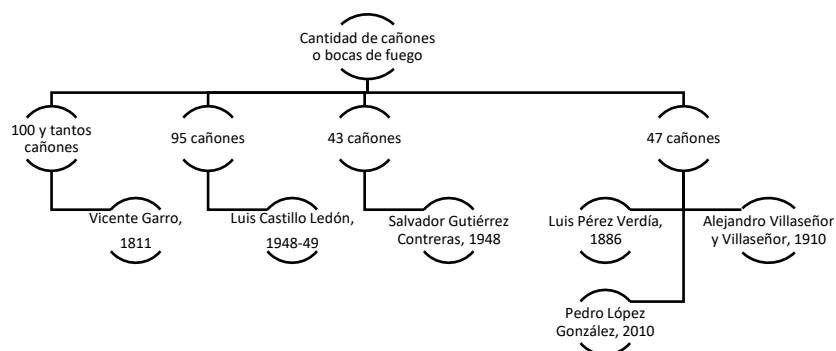 Cantidad de cañones
o bocas de fuego
100 y tantos
cañones
95 cañones
43 cañones
47 cañones
Vicente Garro,
1811
Luis Castillo Ledón,
1948-49
Salvador Gutiérrez
Contreras, 1948
Luis Pérez Verdía,
1886
Alejandro Villaseñor
y Villaseñor, 1910
Pedro López
González, 2010